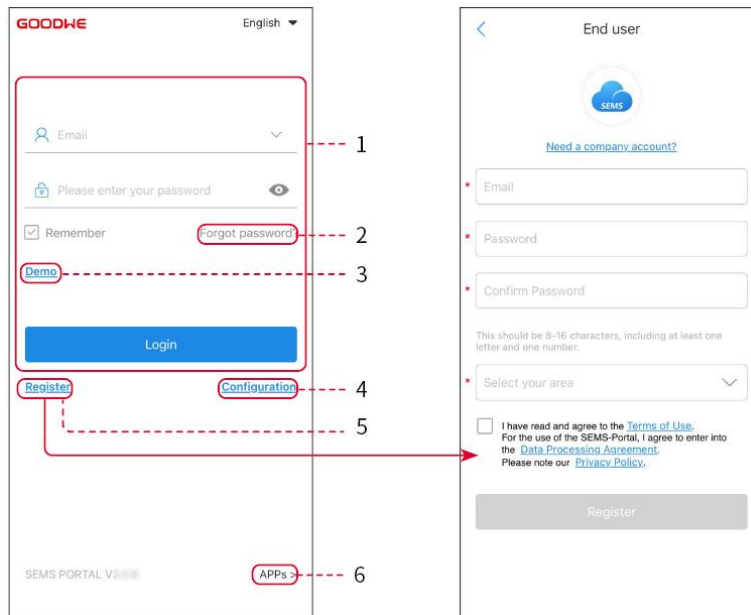 GOODWE
English
Email
1
Please enter your password
Remember
Forgot password?
2
Demo
3
Login
Register
Configuration
4
5
SEMS PORTAL
APPs >
6
End user
SEMS
Need a company account?
* Email
* Password
* Confirm Password
This should be 8-16 characters, including at least one
letter and one number.
* Select your area
I have read and agree to the Terms of Use.
For the use of the SEMS-Portal, I agree to enter into
the Data Processing Agreement.
Please note our Privacy Policy.
Register